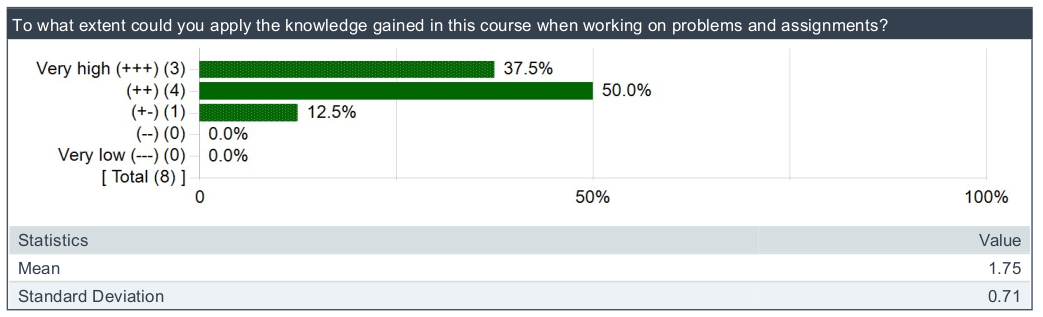 To what extent could you apply the knowledge gained in this course when working on problems and assignments?
Very high (+++) (3) 37.5%
(++) (4) 50.0%
(+-) (1) 12.5%
(--) (0) 0.0%
Very low (---) (0) 0.0%
[ Total (8) ]
0 50% 100%
Statistics Value
Mean 1.75
Standard Deviation 0.71